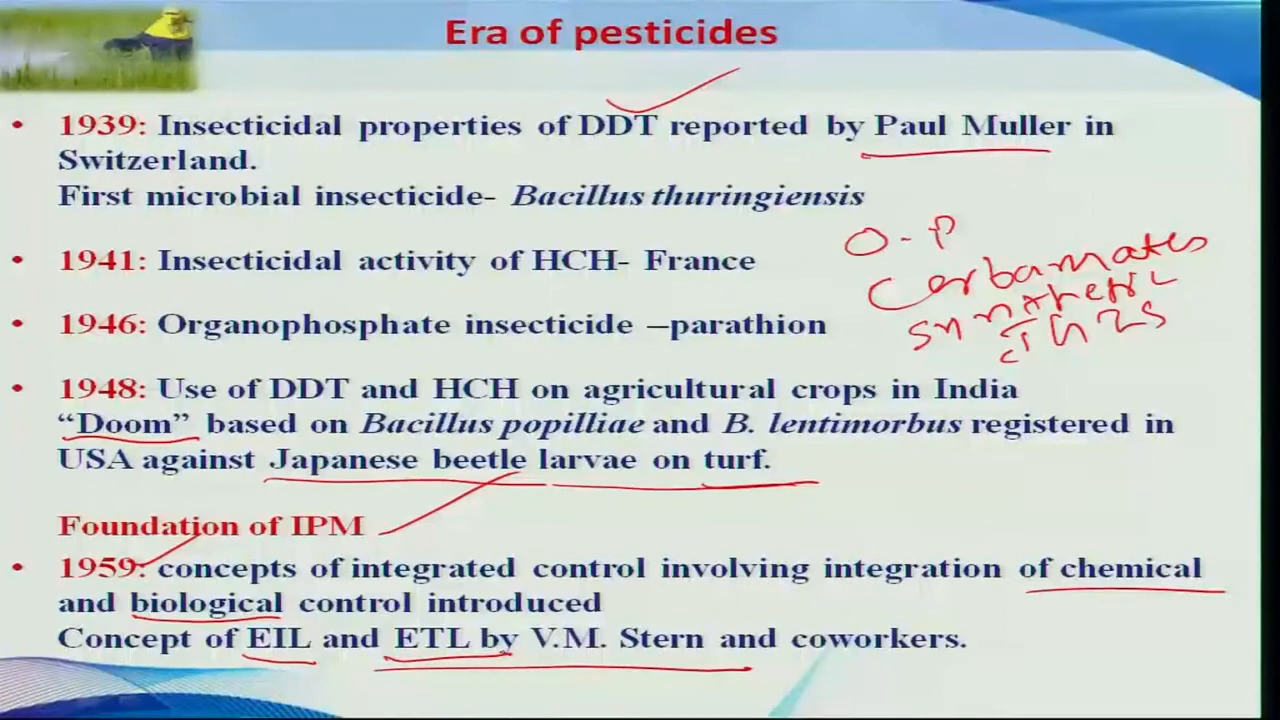 Era of pesticides
• 1939: Insecticidal properties of DDT reported by Paul Muller in
Switzerland.
First microbial insecticide- Bacillus thuringiensis
O-P
Carbamates
synthetic
• 1941: Insecticidal activity of HCH- France
• 1946: Organophosphate insecticide –parathion
• 1948: Use of DDT and HCH on agricultural crops in India
“Doom” based on Bacillus popilliae and B. lentimorbus registered in
USA against Japanese beetle larvae on turf.
Foundation of IPM
• 1959: concepts of integrated control involving integration of chemical
and biological control introduced
Concept of EIL and ETL by V.M. Stern and coworkers.